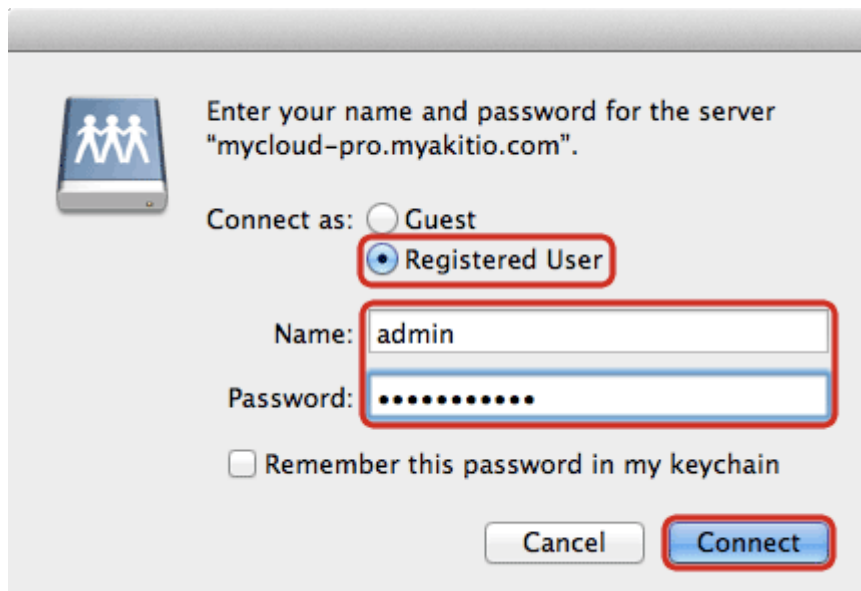 Enter your name and password for the server
“mycloud-pro.myakitio.com”.
Connect as: Guest
Registered User
Name: admin
Password: •••••••••••
Remember this password in my keychain
Cancel Connect